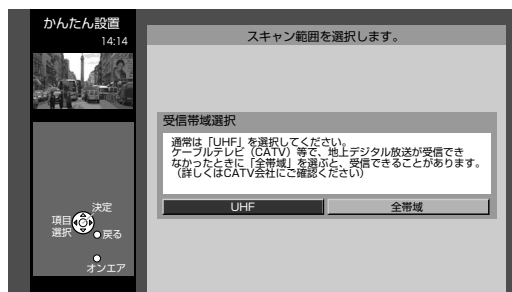 かんたん設置
14:14
スキャン範囲を選択します。
受信帯域選択
通常は「UHF」を選択してください。
ケーブルテレビ（CATV）等で、地上デジタル放送が受信でき
なかったときに「全帯域」を選ぶと、受信できることがあります。
（詳しくはCATV会社にご確認ください）
UHF
全帯域
決定
項目
選択
戻る
オンエア